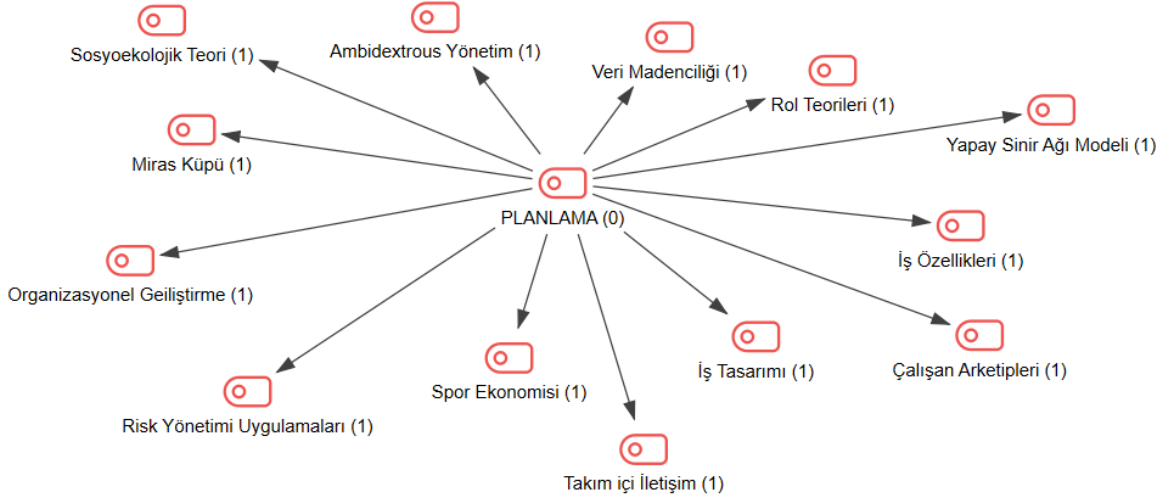 Sosyoekolojik Teori (1)
Ambidextrous Yönetim (1)
Veri Madenciliği (1)
Rol Teorileri (1)
Yapay Sinir Ağı Modeli (1)
Miras Küpü (1)
PLANLAMA (0)
İş Özellikleri (1)
Organizasyonel Geiliştirme (1)
Spor Ekonomisi (1)
İş Tasarımı (1)
Çalışan Arketipleri (1)
Risk Yönetimi Uygulamaları (1)
Takım içi İletişim (1)